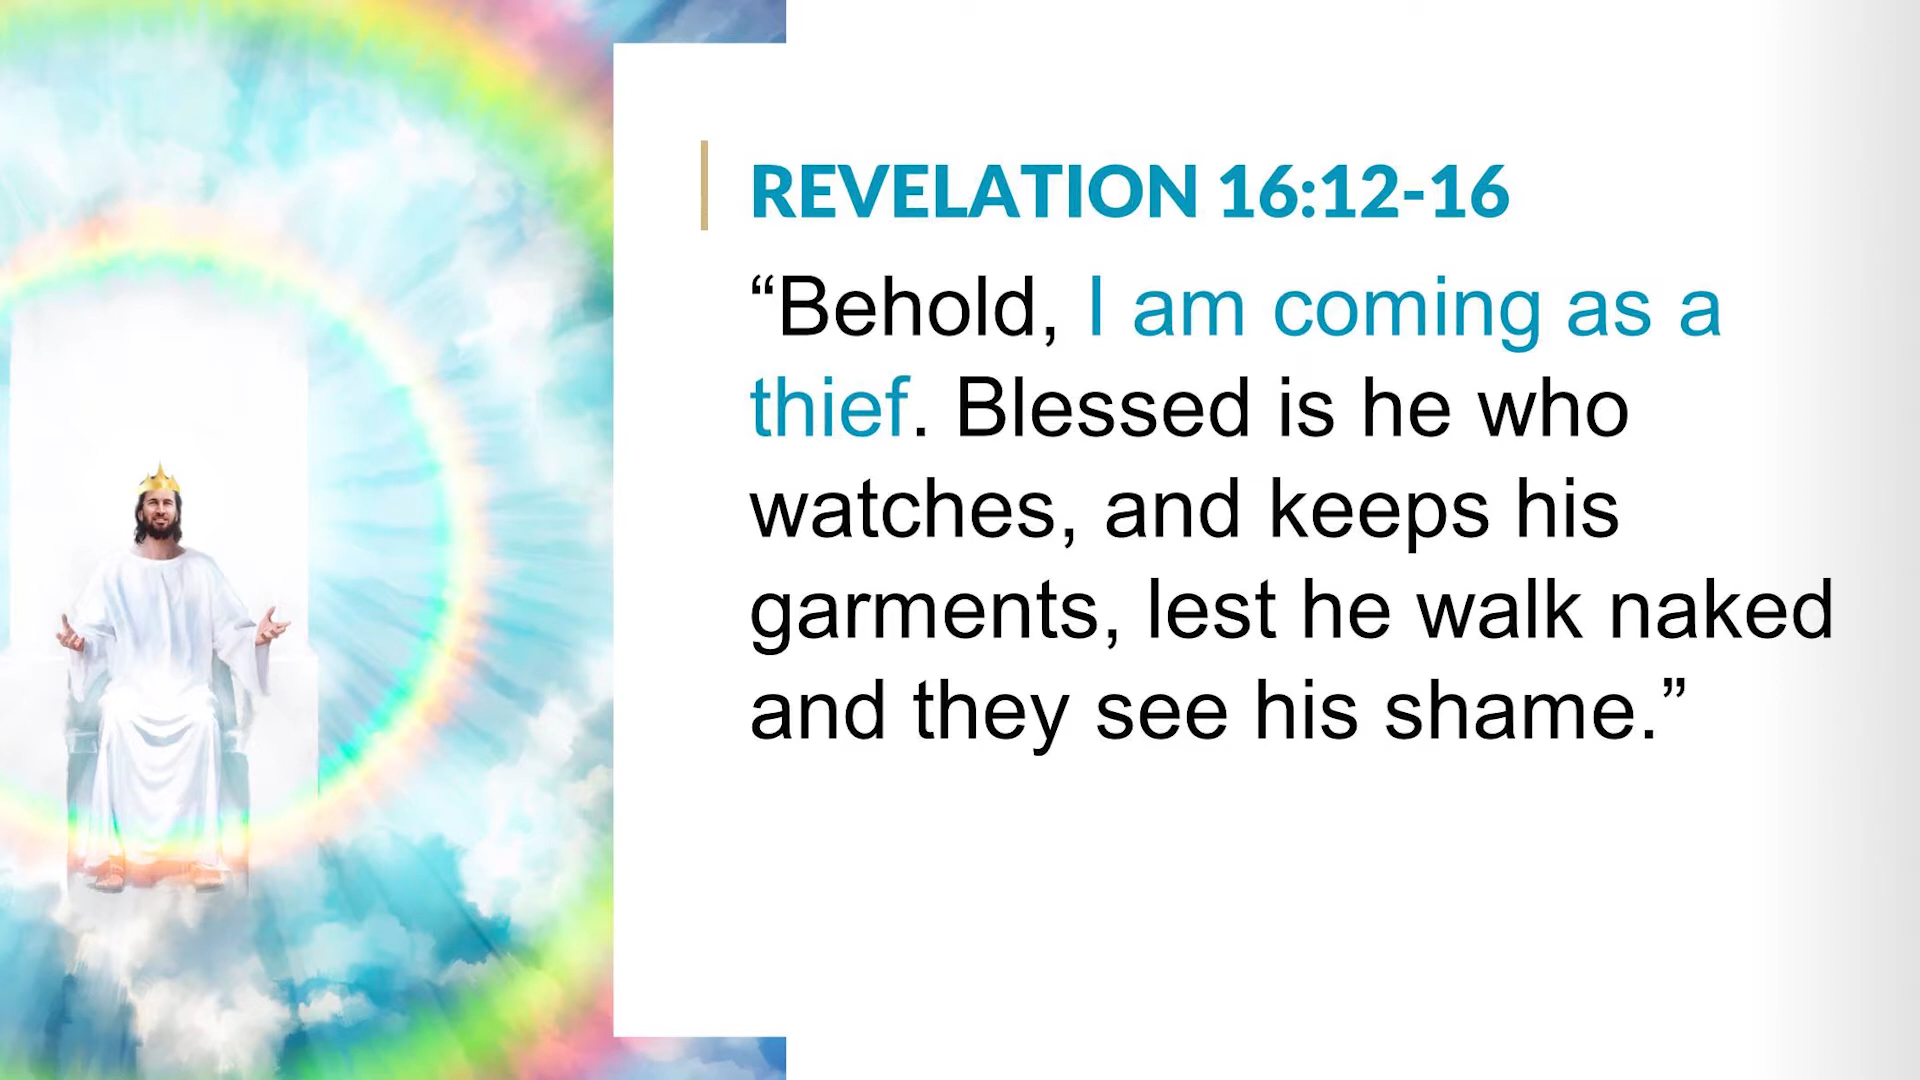 REVELATION 16:12-16
“Behold, I am coming as a
thief. Blessed is he who
watches, and keeps his
garments, lest he walk naked
and they see his shame.”